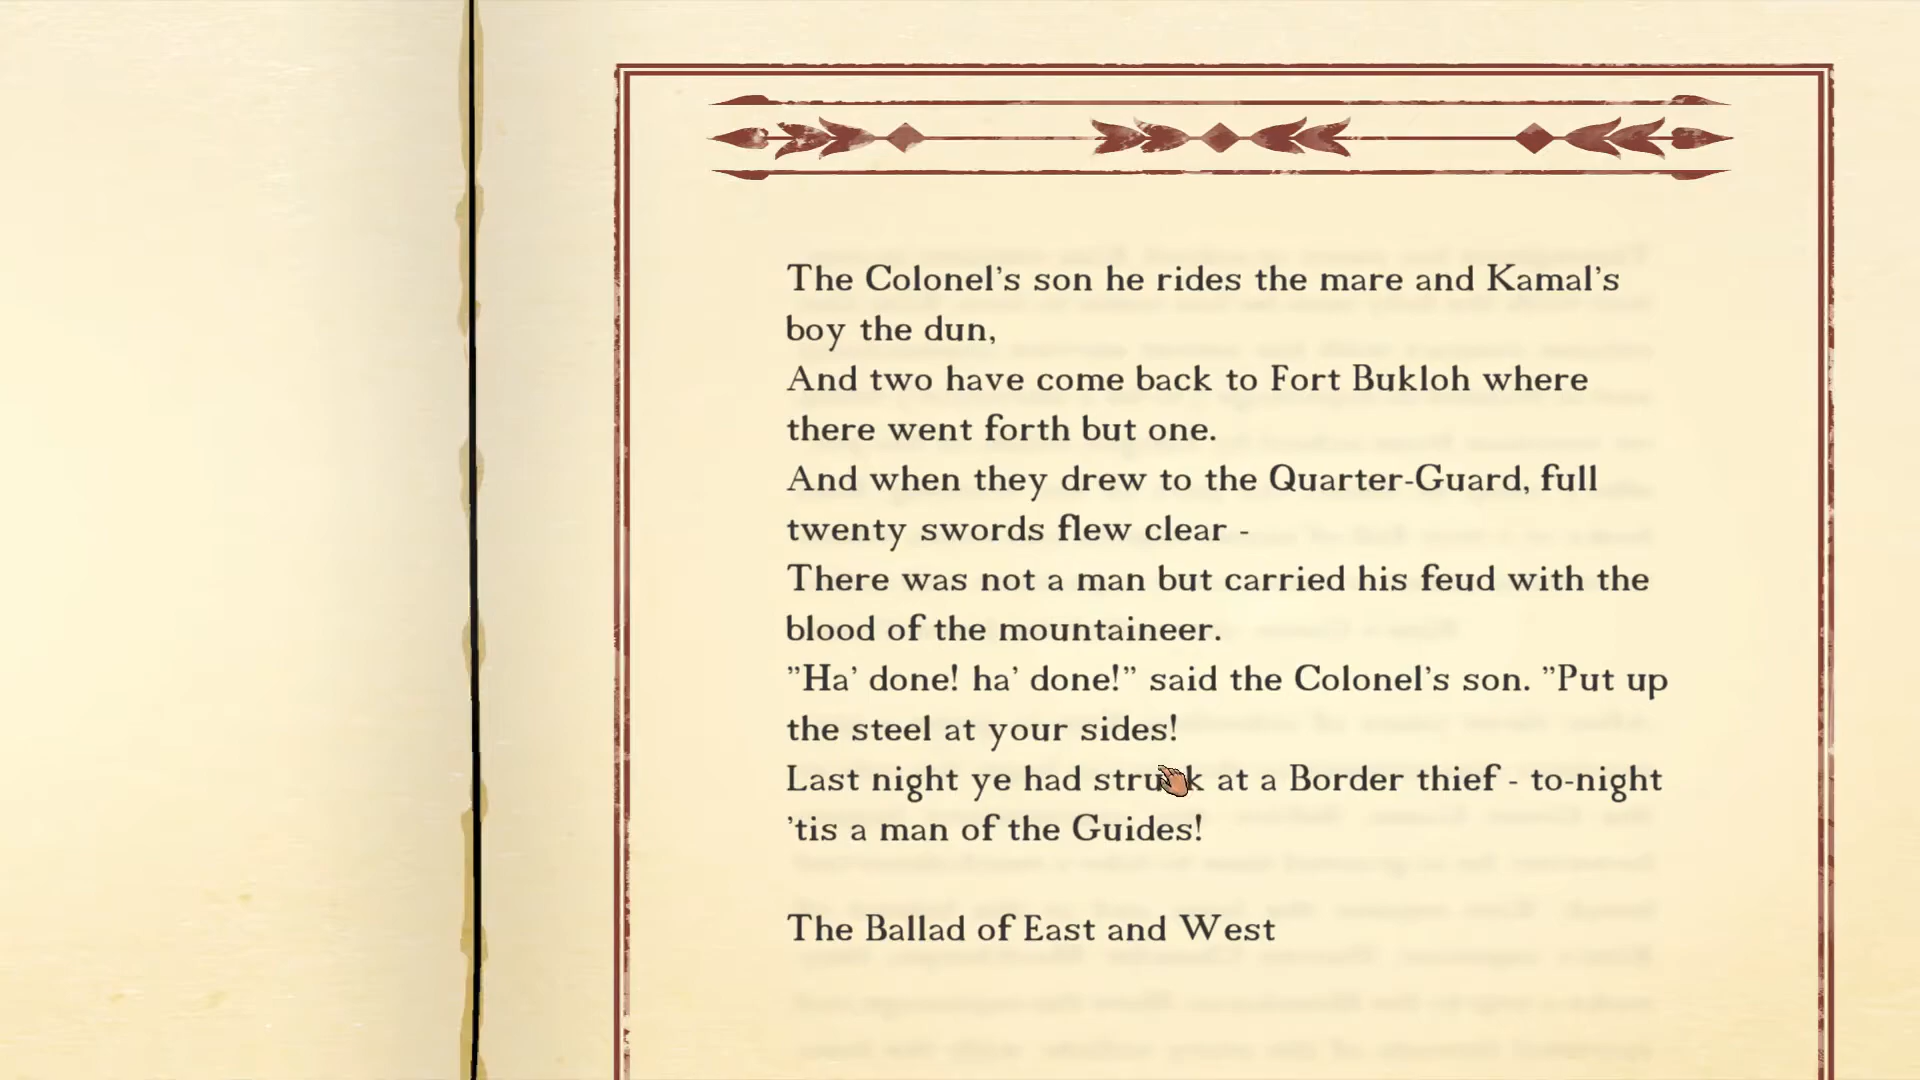 The Colonel’s son he rides the mare and Kamal’s
boy the dun,
And two have come back to Fort Bukloh where
there went forth but one.
And when they drew to the Quarter-Guard, full
twenty swords flew clear -
There was not a man but carried his feud with the
blood of the mountaineer.
”Ha’ done! ha’ done!” said the Colonel’s son. ”Put up
the steel at your sides!
Last night ye had struck at a Border thief - to-night
’tis a man of the Guides!
The Ballad of East and West